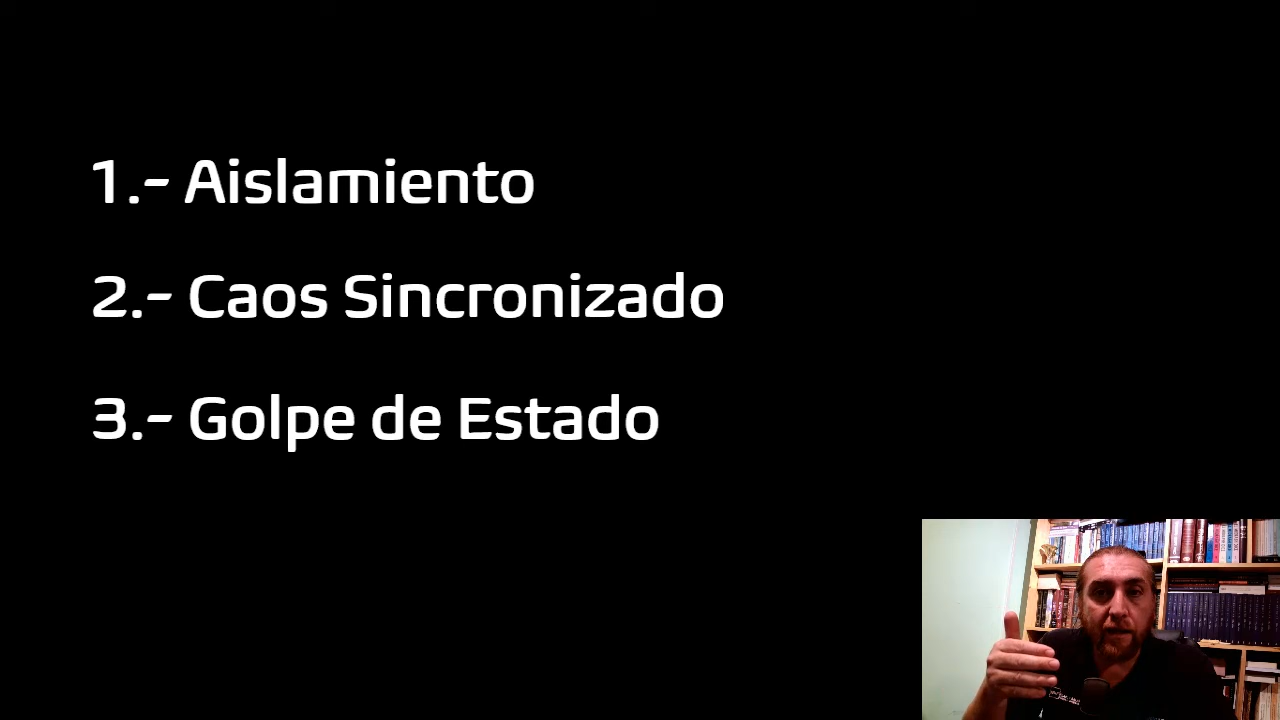 1.- Aislamiento
2.- Caos Sincronizado
3.- Golpe de Estado